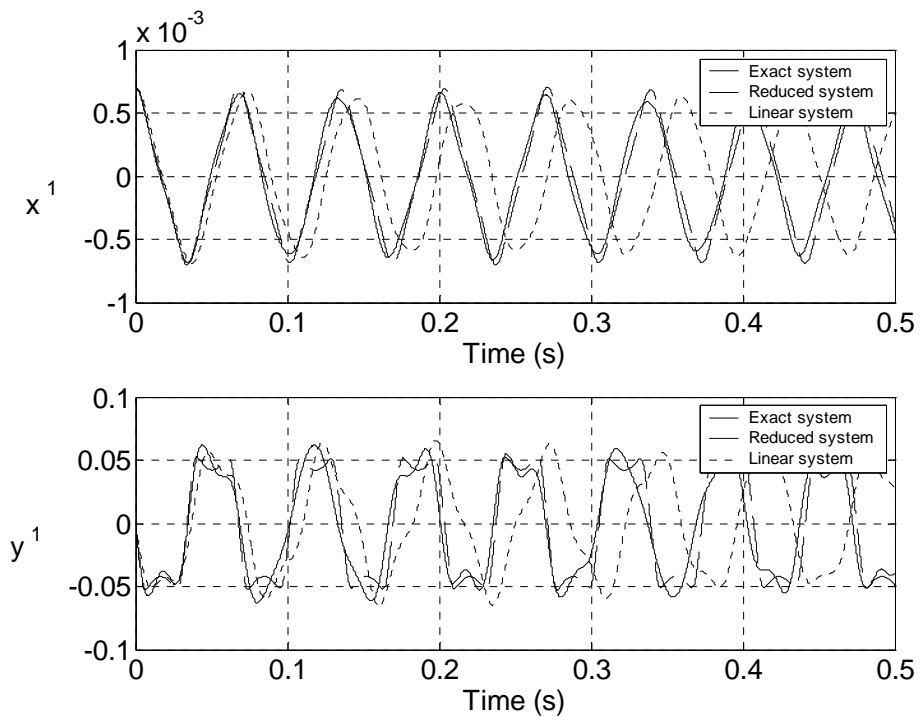 x 10^-3
1
0.5
0
-0.5
-1
x^1
0 0.1 0.2 0.3 0.4 0.5
Time (s)
Exact system
Reduced system
Linear system
0.1
0.05
0
-0.05
-0.1
y^1
0 0.1 0.2 0.3 0.4 0.5
Time (s)
Exact system
Reduced system
Linear system